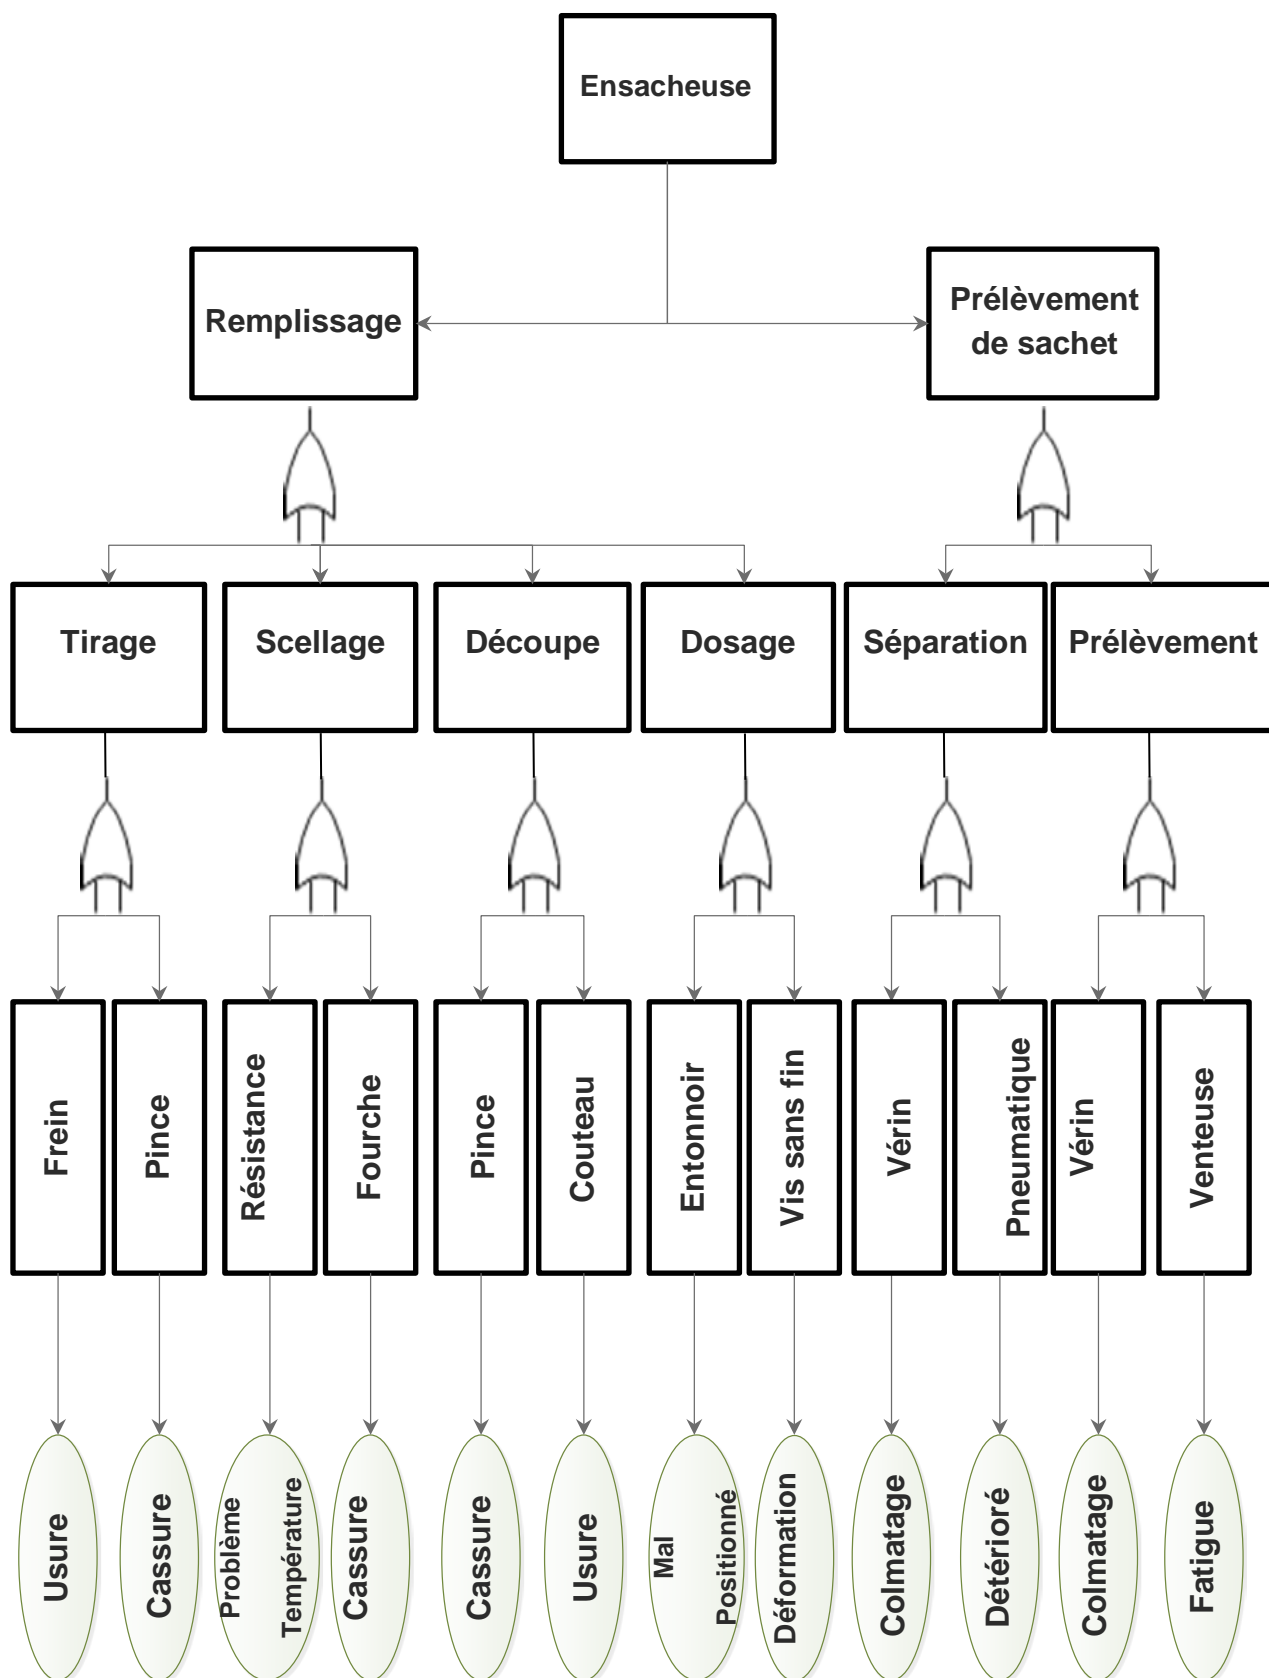 Ensacheuse
Remplissage
Prélèvement
de sachet
Tirage
Scellage
Découpe
Dosage
Séparation
Prélèvement
Frein
Pince
Résistance
Fourche
Pince
Couteau
Entonnoir
Vis sans fin
Vérin
Pneumatique
Vérin
Venteuse
Usure
Cassure
Problème
Température
Cassure
Cassure
Usure
Mal
Positionné
Déformation
Colmatage
Détérioré
Colmatage
Fatigue